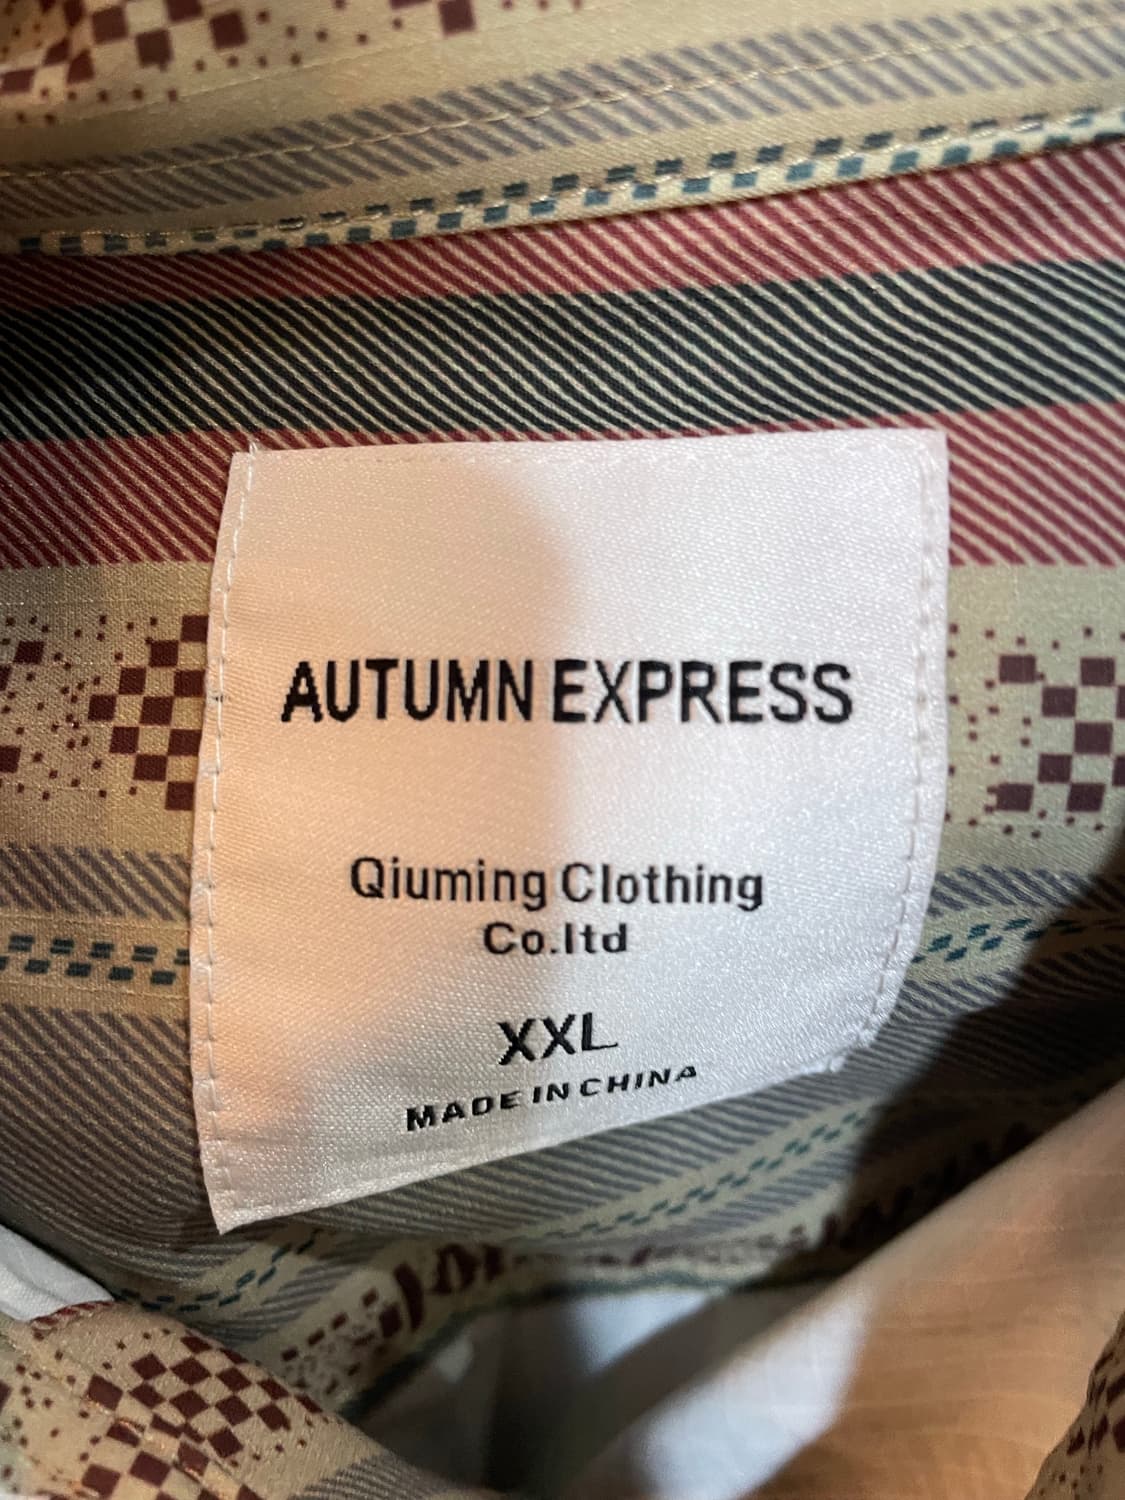 AUTUMN EXPRESS
Qiuming Clothing
Co.ltd
XXL
MADE IN CHINA